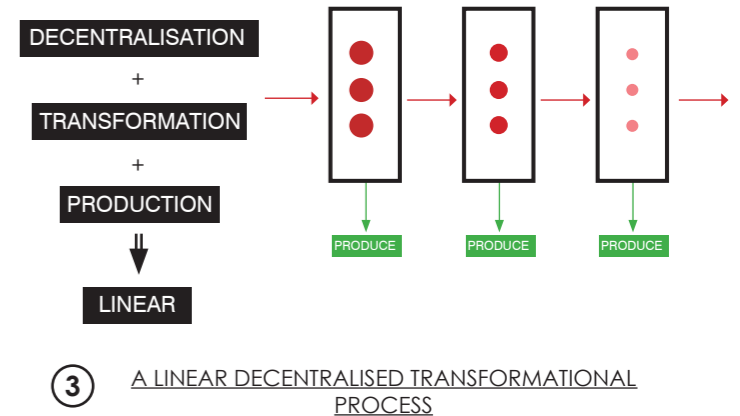 DECENTRALISATION
+
TRANSFORMATION
+
PRODUCTION
LINEAR
PRODUCE
PRODUCE
PRODUCE
3
A LINEAR DECENTRALISED TRANSFORMATIONAL
PROCESS